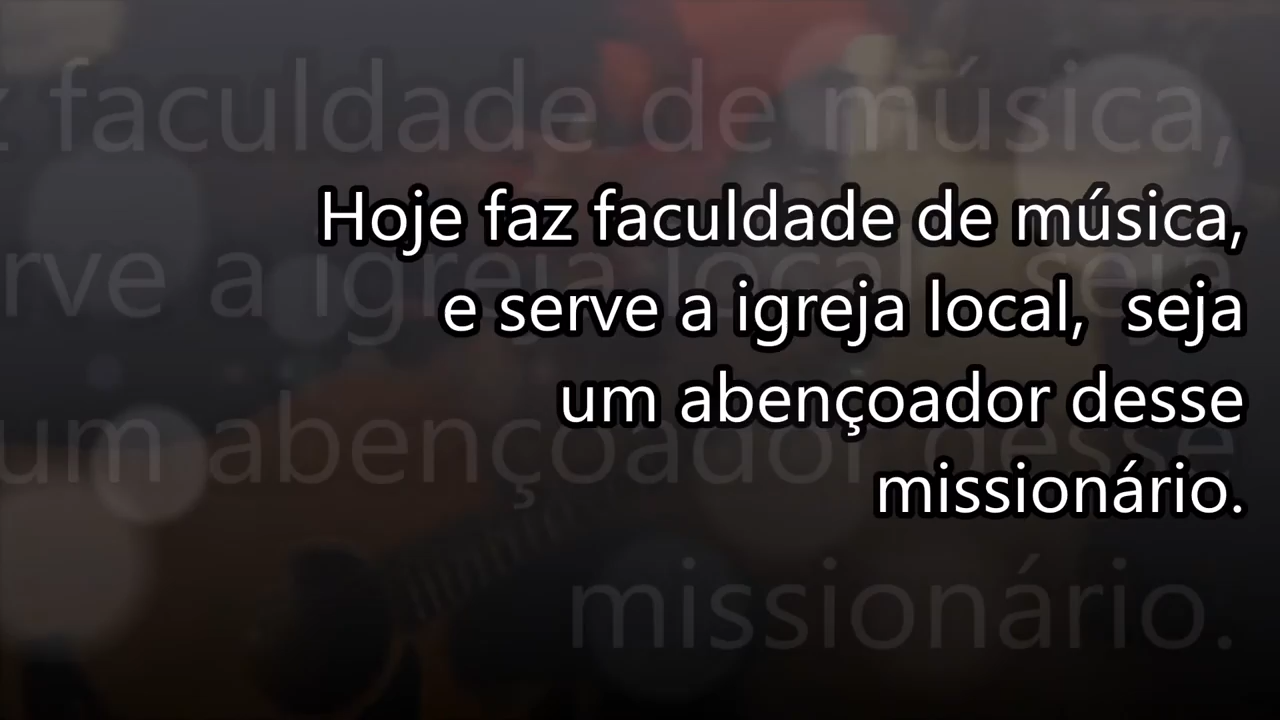 Hoje faz faculdade de música,
e serve a igreja local,  seja
um abençoador desse
missionário.